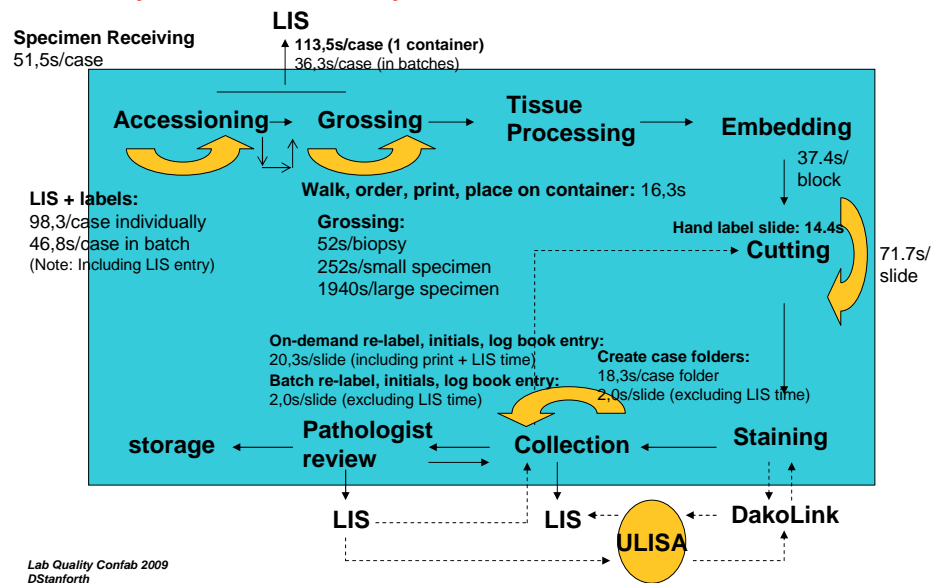 LIS
Specimen Receiving
51,5s/case
113,5s/case (1 container)
36,3s/case (in batches)
Accessioning
Grossing
Tissue
Processing
Embedding
37.4s/
block
Walk, order, print, place on container: 16,3s
LIS + labels:
98,3/case individually
46,8s/case in batch
(Note: Including LIS entry)
Grossing:
52s/biopsy
252s/small specimen
1940s/large specimen
Hand label slide: 14.4s
Cutting
71.7s/
slide
On-demand re-label, initials, log book entry:
20,3s/slide (including print + LIS time)
Batch re-label, initials, log book entry:
2,0s/slide (excluding LIS time)
Create case folders:
18,3s/case folder
2,0s/slide (excluding LIS time)
storage
Pathologist
review
Collection
Staining
LIS
LIS
ULISA
DakoLink
Lab Quality Confab 2009
DStanforth